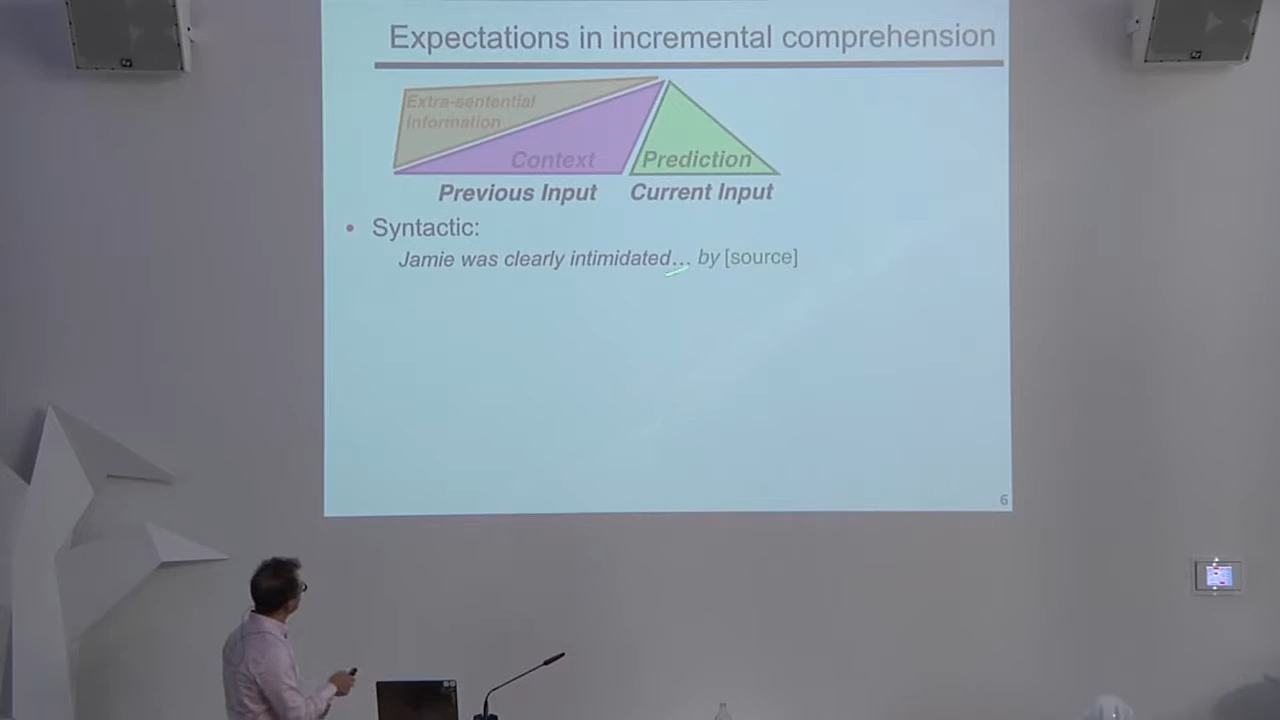 Expectations in incremental comprehension
Extra-sentential
Information
Context
Prediction
Previous Input
Current Input
• Syntactic:
Jamie was clearly intimidated... by [source]
6